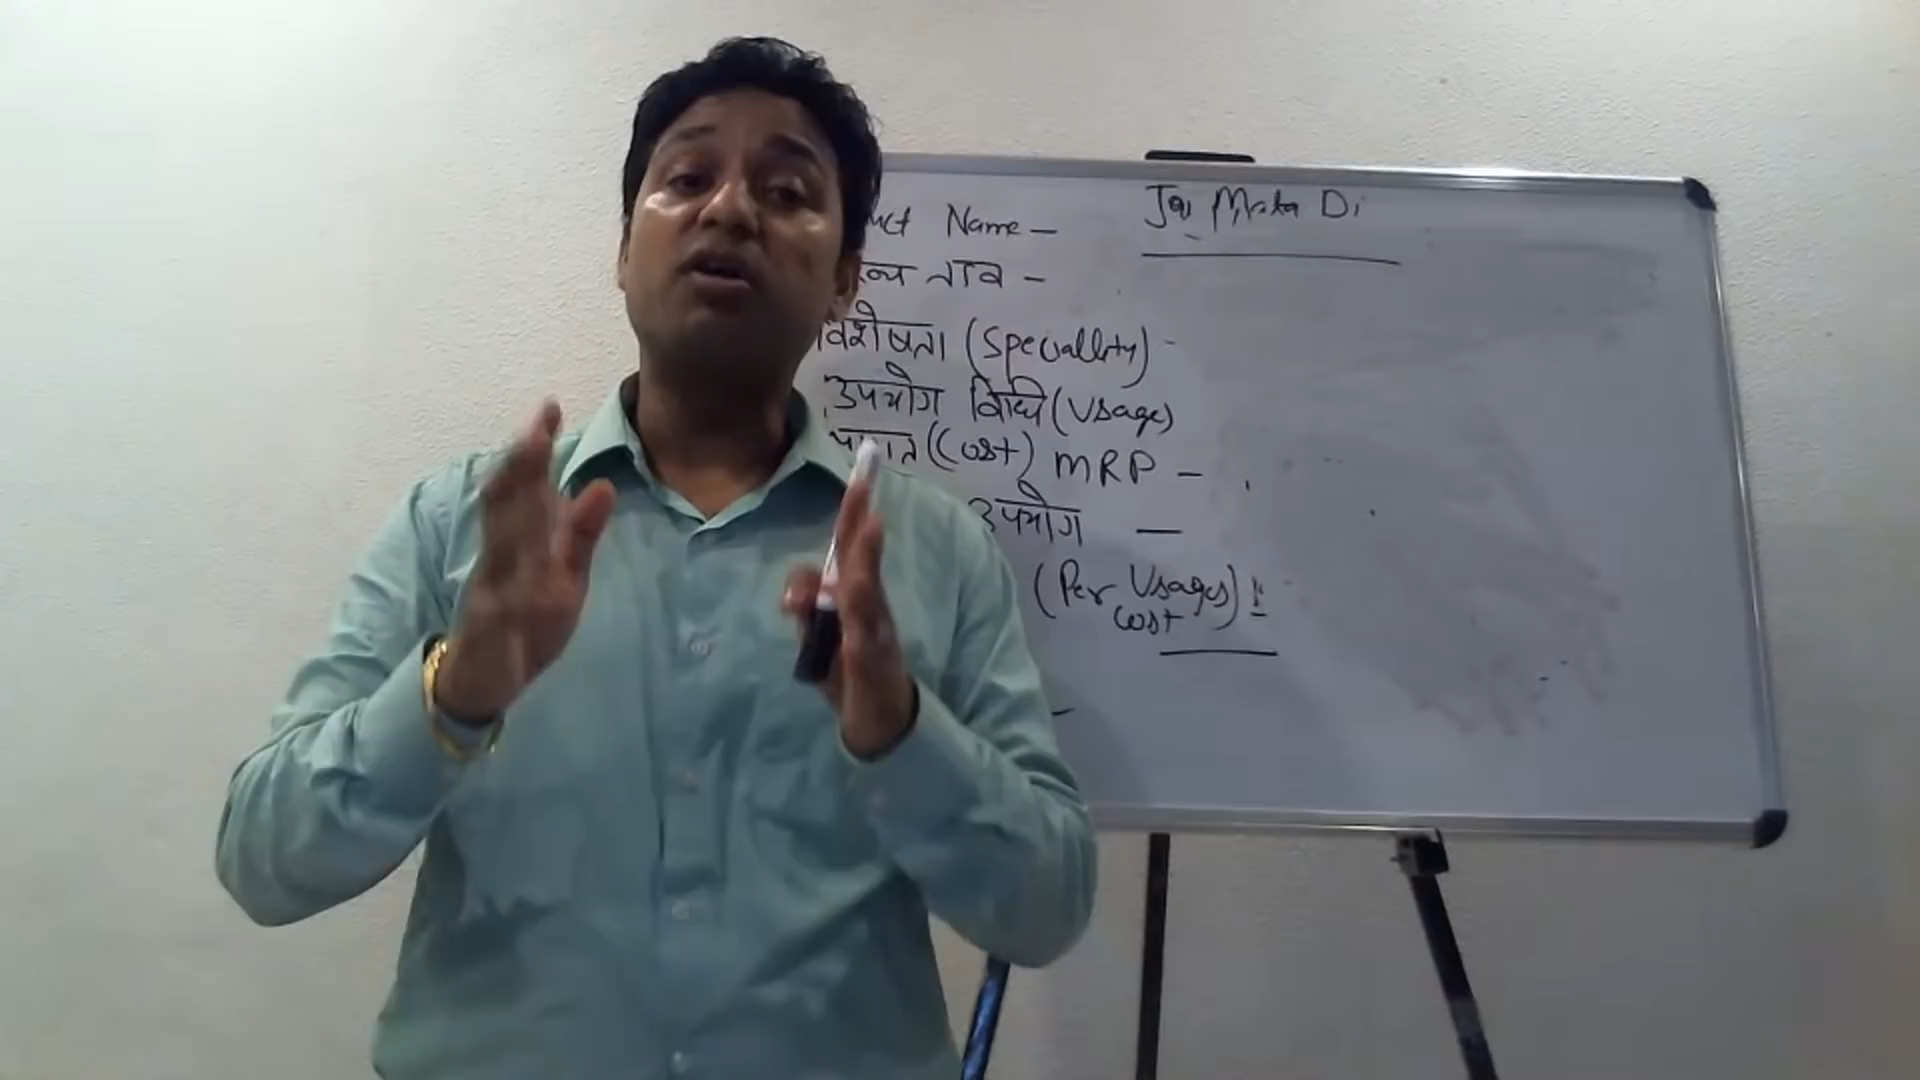 Jai Mata Di
Name —
विशेषता (Speciality) -
उपयोग विधि (Usage)
(Cost) MRP —
उपयोग —
(Per Usages)
Cost